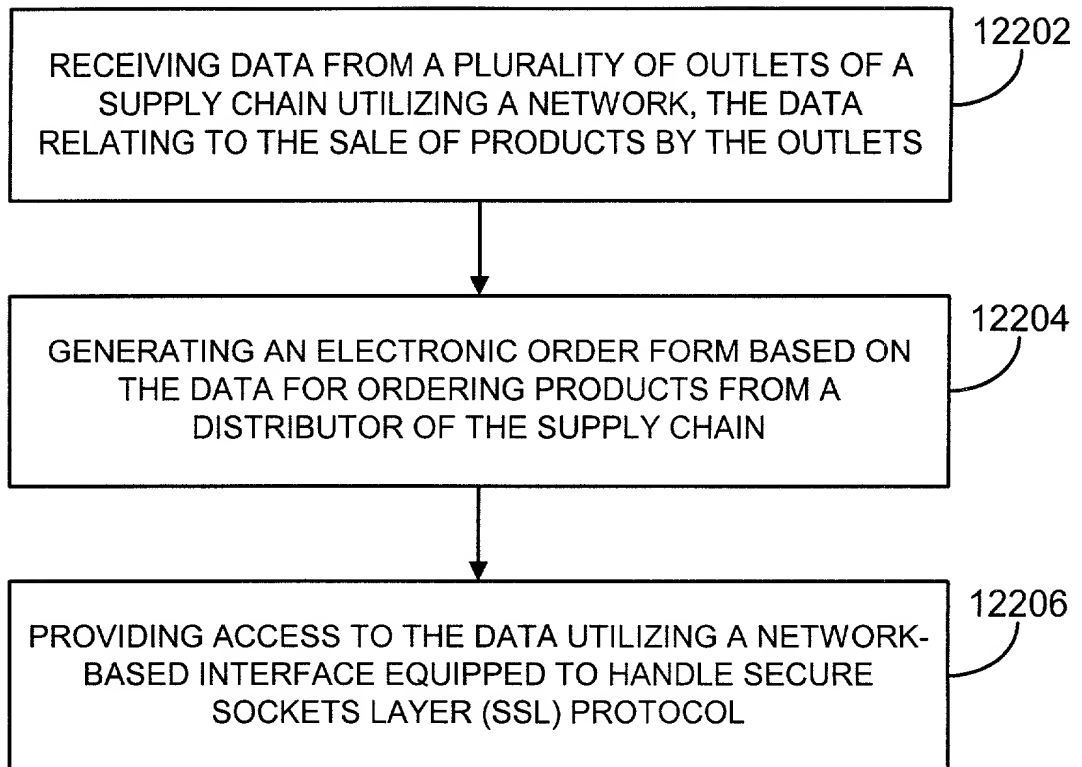 12202
RECEIVING DATA FROM A PLURALITY OF OUTLETS OF A
SUPPLY CHAIN UTILIZING A NETWORK, THE DATA
RELATING TO THE SALE OF PRODUCTS BY THE OUTLETS
12204
GENERATING AN ELECTRONIC ORDER FORM BASED ON
THE DATA FOR ORDERING PRODUCTS FROM A
DISTRIBUTOR OF THE SUPPLY CHAIN
12206
PROVIDING ACCESS TO THE DATA UTILIZING A NETWORK-
BASED INTERFACE EQUIPPED TO HANDLE SECURE
SOCKETS LAYER (SSL) PROTOCOL